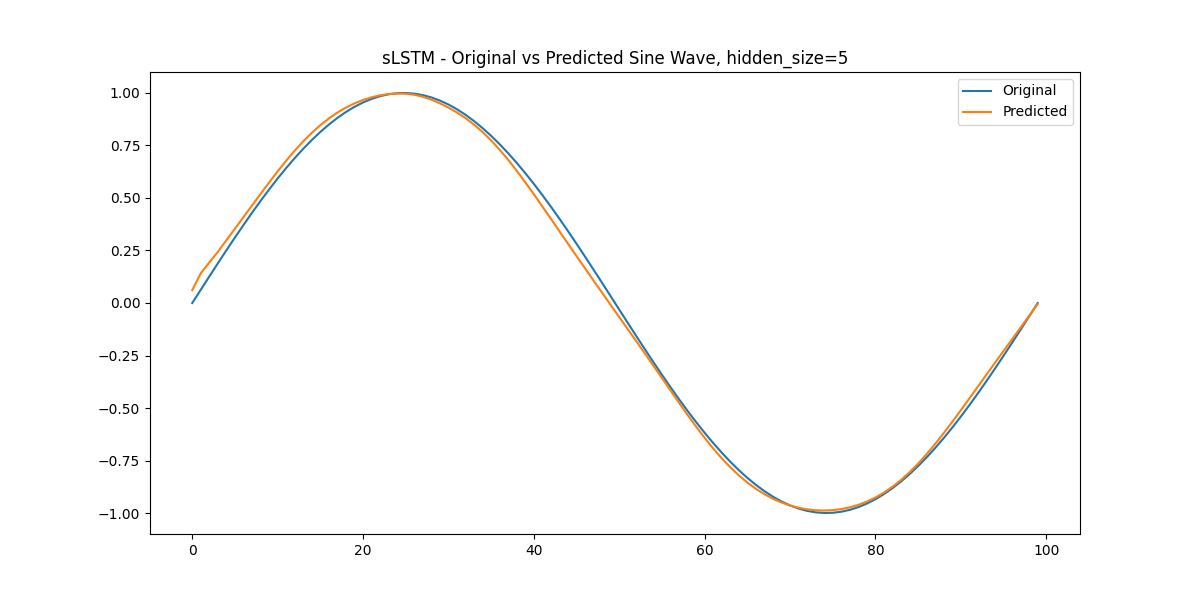 sLSTM - Original vs Predicted Sine Wave, hidden_size=5
Original
Predicted
1.00
0.75
0.50
0.25
0.00
−0.25
−0.50
−0.75
−1.00
0 20 40 60 80 100